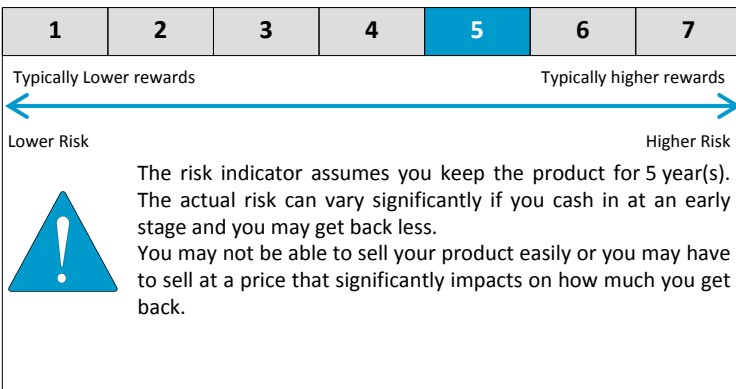 1 2 3 4 5 6 7
Typically Lower rewards Typically higher rewards
Lower Risk Higher Risk
The risk indicator assumes you keep the product for 5 year(s).
The actual risk can vary significantly if you cash in at an early
stage and you may get back less.
You may not be able to sell your product easily or you may have
to sell at a price that significantly impacts on how much you get
back.